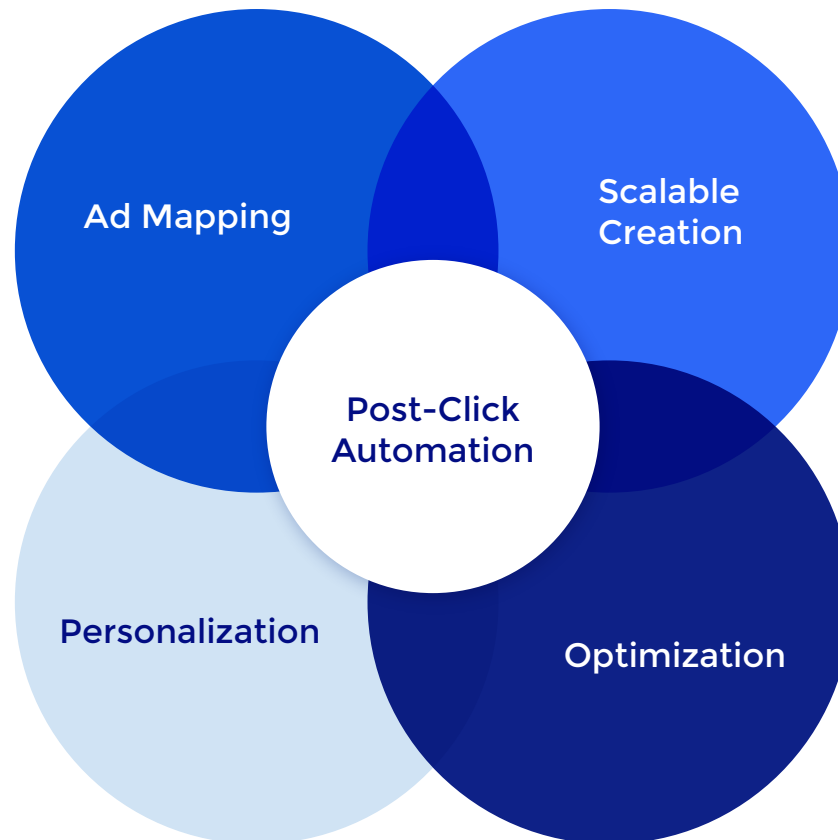 Ad Mapping
Scalable
Creation
Post-Click
Automation
Personalization
Optimization